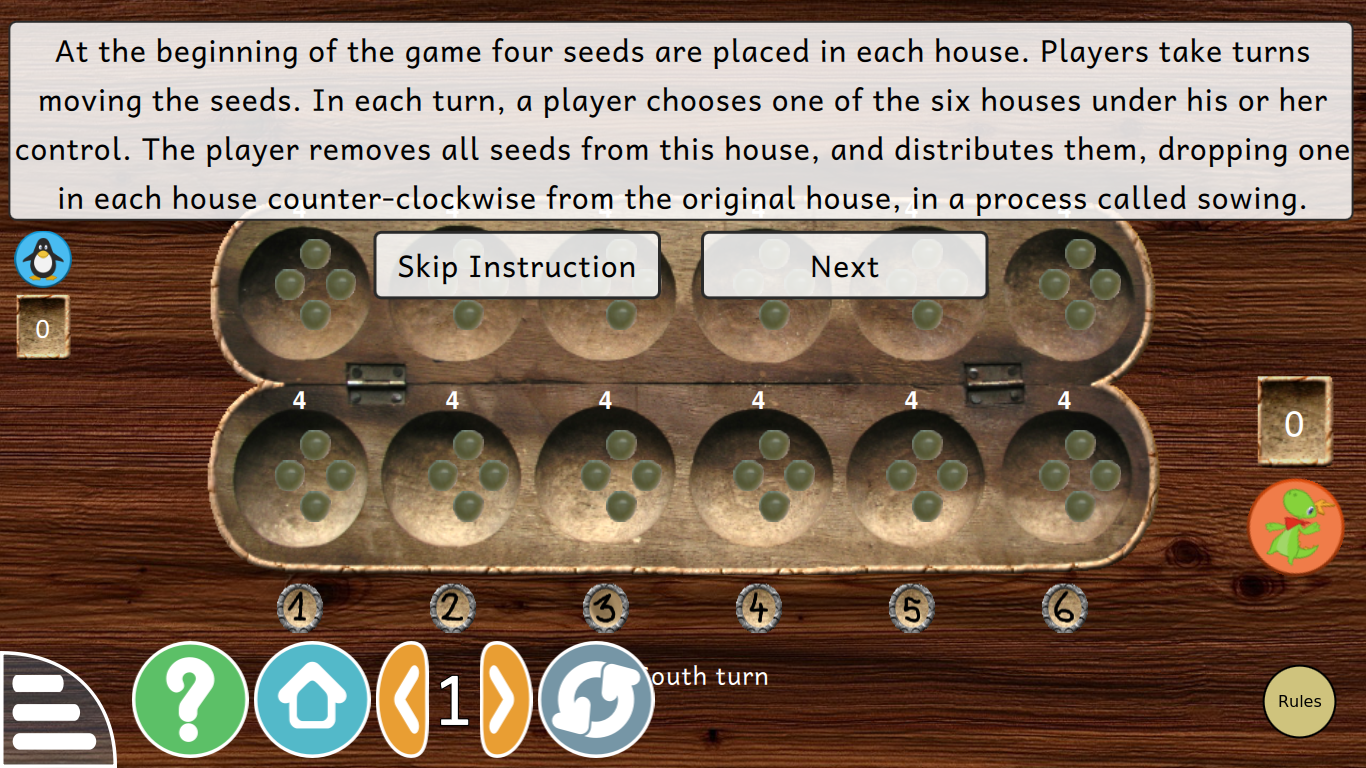 At the beginning of the game four seeds are placed in each house. Players take turns
moving the seeds. In each turn, a player chooses one of the six houses under his or her
control. The player removes all seeds from this house, and distributes them, dropping one
in each house counter-clockwise from the original house, in a process called sowing.
Skip Instruction Next
0
4 4 4 4 4 4
0
1 2 3 4 5 6
? 1 outh turn
Rules